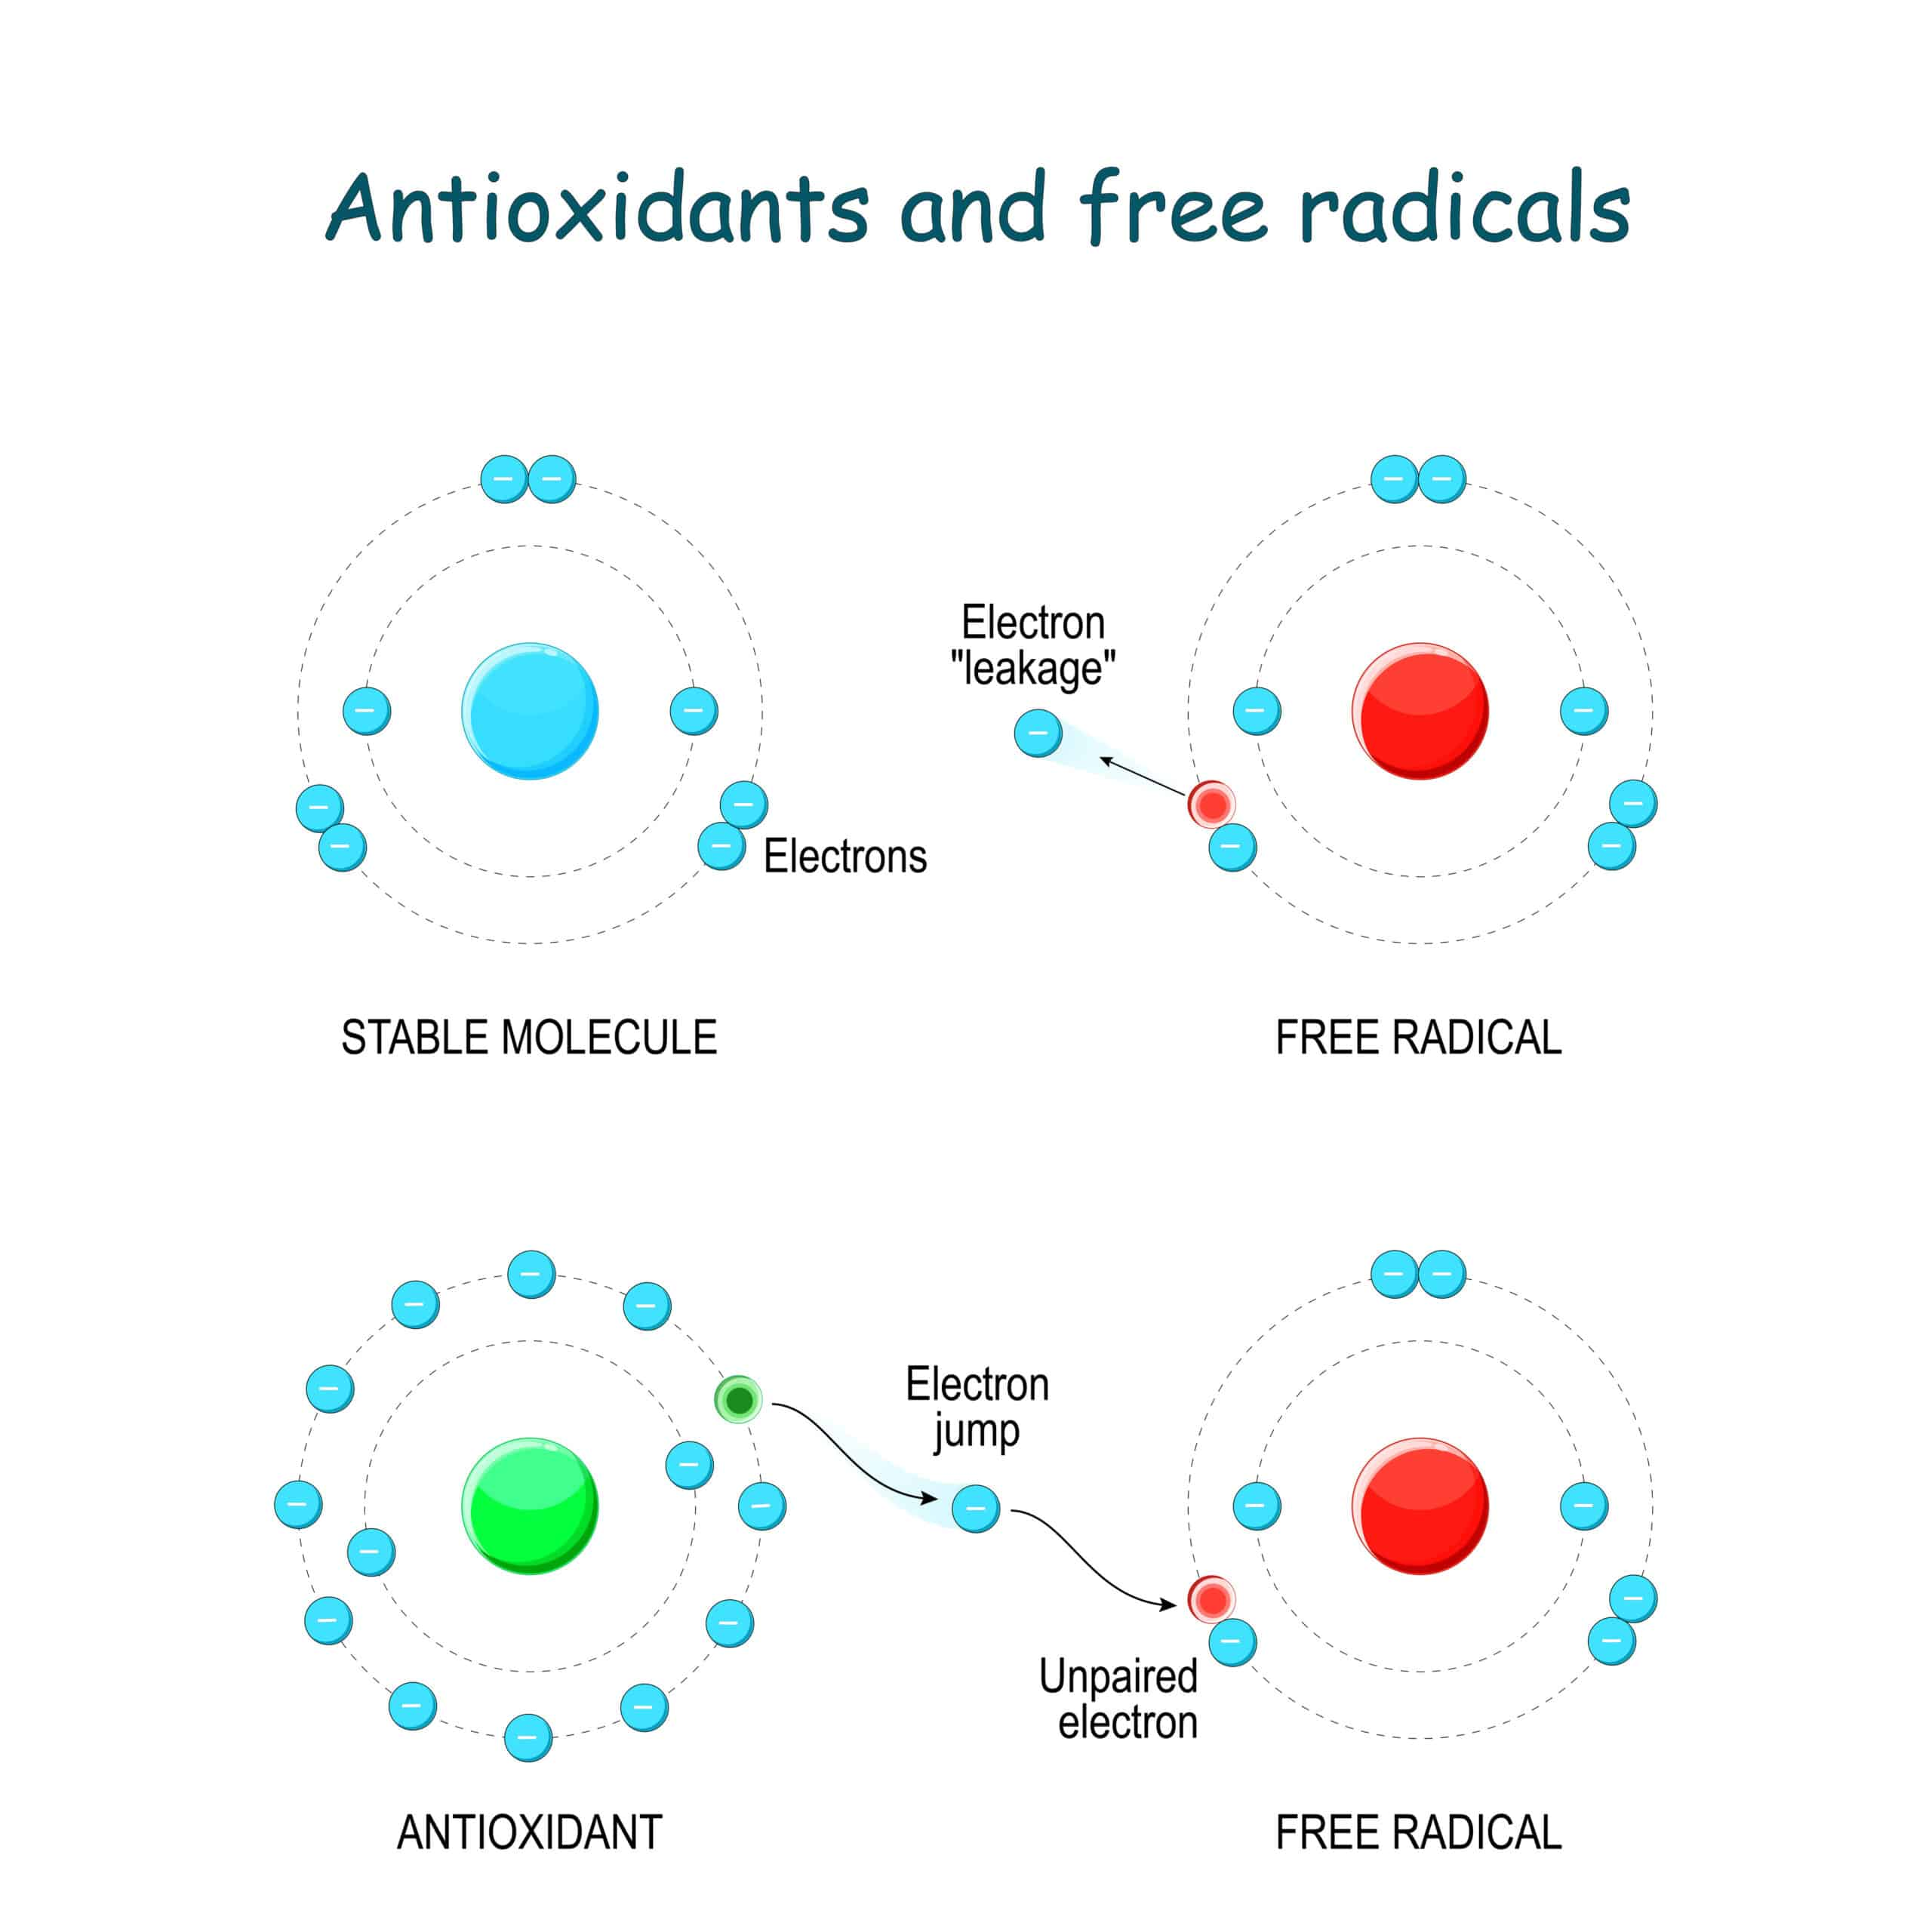 Antioxidants and free radicals
Electron
"leakage"
Electrons
STABLE MOLECULE
FREE RADICAL
Electron
jump
Unpaired
electron
ANTIOXIDANT
FREE RADICAL